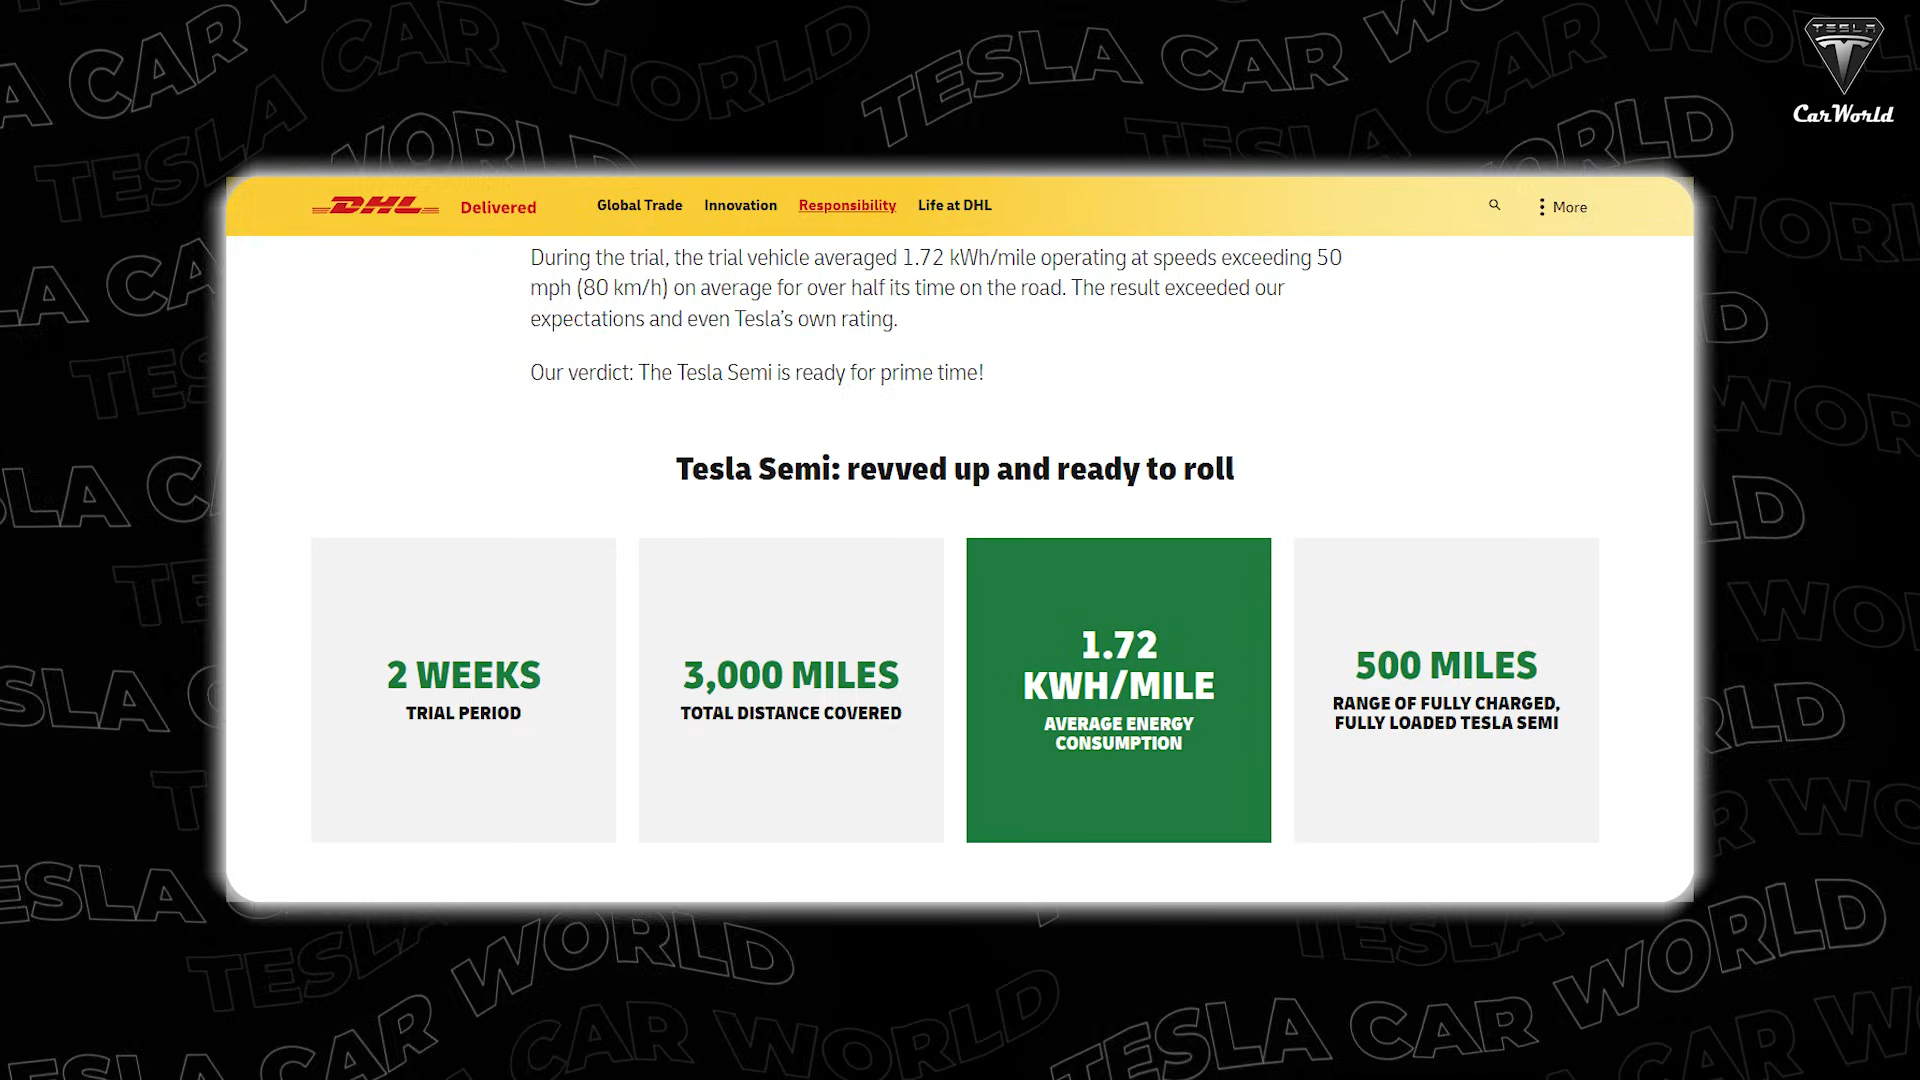 TESLA
CarWorld
DHL Delivered Global Trade Innovation Responsibility Life at DHL More
During the trial, the trial vehicle averaged 1.72 kWh/mile operating at speeds exceeding 50
mph (80 km/h) on average for over half its time on the road. The result exceeded our
expectations and even Tesla's own rating.
Our verdict: The Tesla Semi is ready for prime time!
Tesla Semi: revved up and ready to roll
2 WEEKS
TRIAL PERIOD
3,000 MILES
TOTAL DISTANCE COVERED
1.72
KWH/MILE
AVERAGE ENERGY
CONSUMPTION
500 MILES
RANGE OF FULLY CHARGED,
FULLY LOADED TESLA SEMI
TESLA CAR WORLD